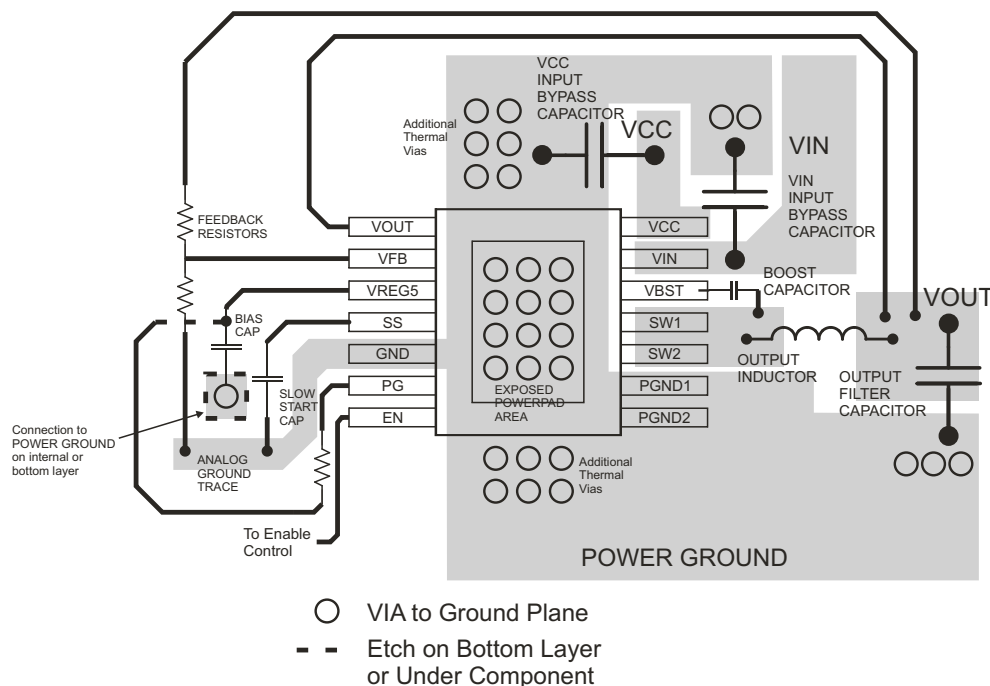 VCC
INPUT
BYPASS
CAPACITOR
Additional
Thermal
Vias
VCC
VIN
VIN
INPUT
BYPASS
CAPACITOR
FEEDBACK
RESISTORS
VOUT
VFB
VREG5
SS
GND
PG
EN
VCC
VIN
VBST
SW1
SW2
PGND1
PGND2
BOOST
CAPACITOR
VOUT
BIAS
CAP
SLOW
START
CAP
OUTPUT
INDUCTOR
OUTPUT
FILTER
CAPACITOR
EXPOSED
POWERPAD
AREA
Connection to
POWER GROUND
on internal or
bottom layer
ANALOG
GROUND
TRACE
Additional
Thermal
Vias
To Enable
Control
POWER GROUND
VIA to Ground Plane
Etch on Bottom Layer
or Under Component